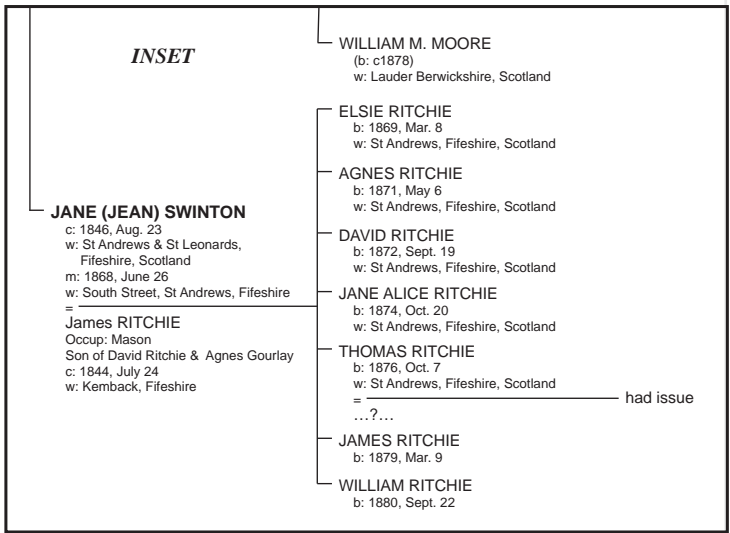 INSET
WILLIAM M. MOORE
(b: c1878)
w: Lauder Berwickshire, Scotland
JANE (JEAN) SWINTON
c: 1846, Aug. 23
w: St Andrews & St Leonards,
Fifeshire, Scotland
m: 1868, June 26
w: South Street, St Andrews, Fifeshire
=
James RITCHIE
Occup: Mason
Son of David Ritchie & Agnes Gourlay
c: 1844, July 24
w: Kemback, Fifeshire
ELSIE RITCHIE
b: 1869, Mar. 8
w: St Andrews, Fifeshire, Scotland
AGNES RITCHIE
b: 1871, May 6
w: St Andrews, Fifeshire, Scotland
DAVID RITCHIE
b: 1872, Sept. 19
w: St Andrews, Fifeshire, Scotland
JANE ALICE RITCHIE
b: 1874, Oct. 20
w: St Andrews, Fifeshire, Scotland
THOMAS RITCHIE
b: 1876, Oct. 7
w: St Andrews, Fifeshire, Scotland
= had issue
…?…
JAMES RITCHIE
b: 1879, Mar. 9
WILLIAM RITCHIE
b: 1880, Sept. 22